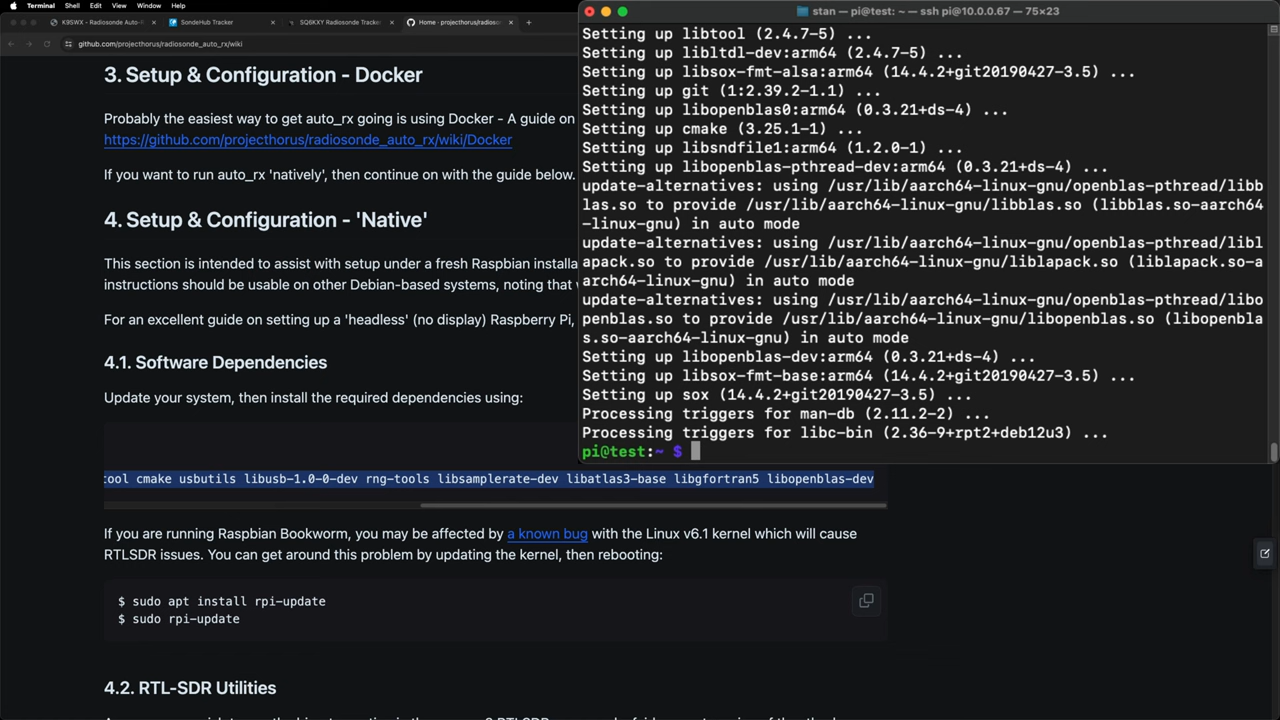 Terminal Shell Edit View Window Help
K9SWX - Radiosonde Auto-R
SondeHub Tracker
SQ6KXY Radiosonde Tracker
Home · projecthorus/radioso
github.com/projecthorus/radiosonde_auto_rx/wiki
3. Setup & Configuration - Docker
Probably the easiest way to get auto_rx going is using Docker - A guide on
https://github.com/projecthorus/radiosonde_auto_rx/wiki/Docker
If you want to run auto_rx 'natively', then continue on with the guide below.
4. Setup & Configuration - 'Native'
This section is intended to assist with setup under a fresh Raspbian installa
instructions should be usable on other Debian-based systems, noting that
For an excellent guide on setting up a 'headless' (no display) Raspberry Pi,
4.1. Software Dependencies
Update your system, then install the required dependencies using:
tool cmake usbutils libusb-1.0-0-dev rng-tools libsamplerate-dev libatlas3-base libgfortran5 libopenblas-dev
If you are running Raspbian Bookworm, you may be affected by a known bug with the Linux v6.1 kernel which will cause
RTLSDR issues. You can get around this problem by updating the kernel, then rebooting:
$ sudo apt install rpi-update
$ sudo rpi-update
4.2. RTL-SDR Utilities
stan — pi@test: ~ — ssh pi@10.0.0.67 — 75×23
Setting up libtool (2.4.7-5) ...
Setting up libltdl-dev:arm64 (2.4.7-5) ...
Setting up libsox-fmt-alsa:arm64 (14.4.2+git20190427-3.5) ...
Setting up git (1:2.39.2-1.1) ...
Setting up libopenblas0:arm64 (0.3.21+ds-4) ...
Setting up cmake (3.25.1-1) ...
Setting up libsndfile1:arm64 (1.2.0-1) ...
Setting up libopenblas-pthread-dev:arm64 (0.3.21+ds-4) ...
update-alternatives: using /usr/lib/aarch64-linux-gnu/openblas-pthread/libb
las.so to provide /usr/lib/aarch64-linux-gnu/libblas.so (libblas.so-aarch64
-linux-gnu) in auto mode
update-alternatives: using /usr/lib/aarch64-linux-gnu/openblas-pthread/libl
apack.so to provide /usr/lib/aarch64-linux-gnu/liblapack.so (liblapack.so-a
arch64-linux-gnu) in auto mode
update-alternatives: using /usr/lib/aarch64-linux-gnu/openblas-pthread/libo
penblas.so to provide /usr/lib/aarch64-linux-gnu/libopenblas.so (libopenbla
s.so-aarch64-linux-gnu) in auto mode
Setting up libopenblas-dev:arm64 (0.3.21+ds-4) ...
Setting up libsox-fmt-base:arm64 (14.4.2+git20190427-3.5) ...
Setting up sox (14.4.2+git20190427-3.5) ...
Processing triggers for man-db (2.11.2-2) ...
Processing triggers for libc-bin (2.36-9+rpt2+deb12u3) ...
pi@test:~ $